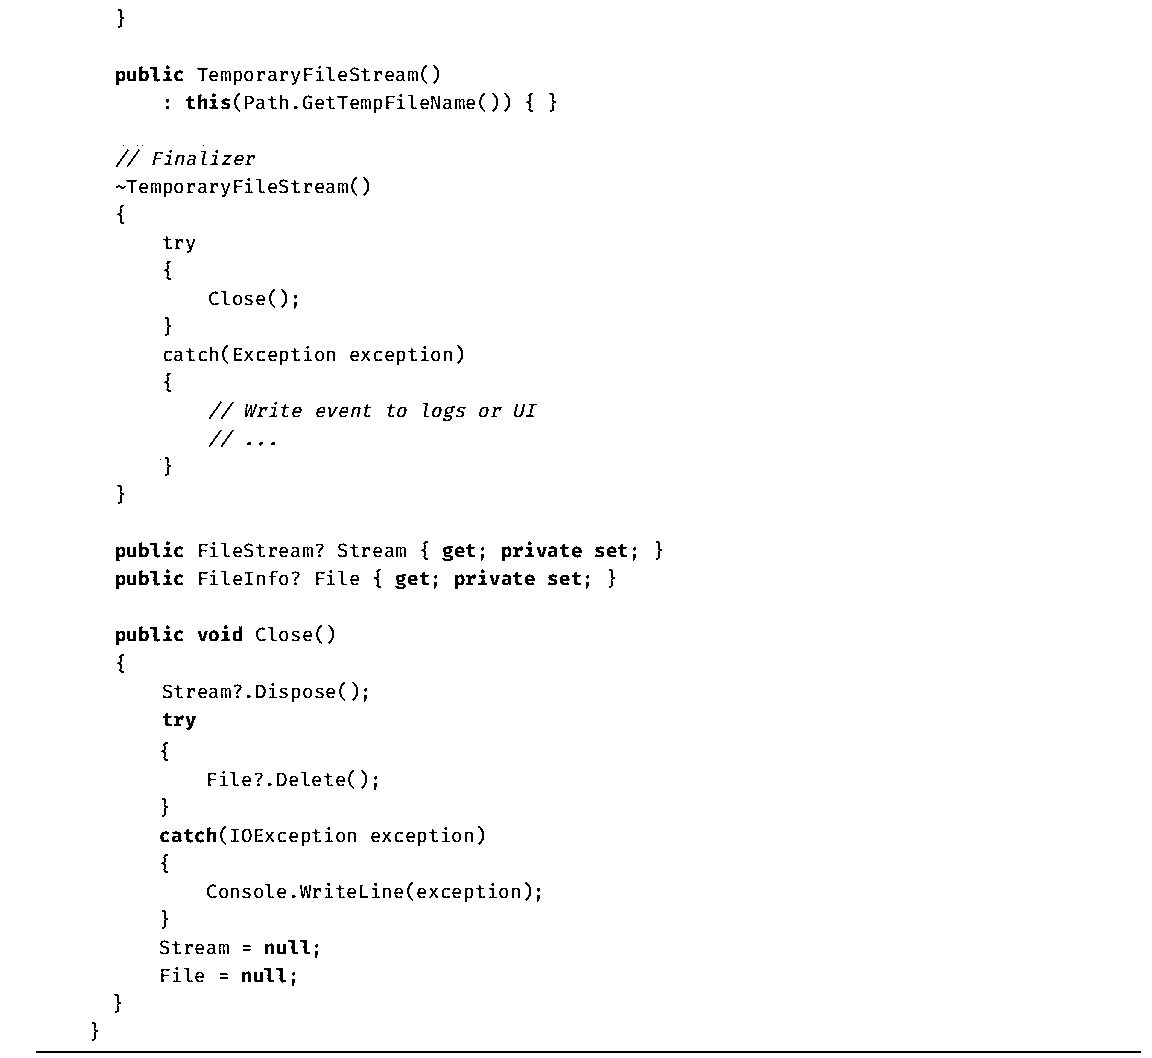 }
public TemporaryFileStream()
: this(Path.GetTempFileName()) { }
// Finalizer
~TemporaryFileStream()
{
try
{
Close();
}
catch(Exception exception)
{
// Write event to logs or UI
// ...
}
}
public FileStream? Stream { get; private set; }
public FileInfo? File { get; private set; }
public void Close()
{
Stream?.Dispose();
try
{
File?.Delete();
}
catch(IOException exception)
{
Console.WriteLine(exception);
}
Stream = null;
File = null;
}
}